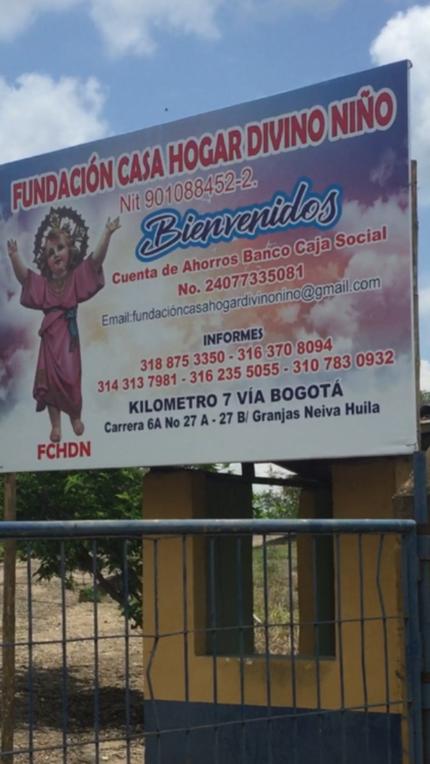 FUNDACIÓN CASA HOGAR DIVINO NIÑO
Nit 901088452-2.
Bienvenidos
Cuenta de Ahorros Banco Caja Social
No. 24077335081
Email:fundacióncasahogardivinonino@gmail.com
INFORMES
318 875 3350 - 316 370 8094
314 313 7981 - 316 235 5055 - 310 783 0932
KILOMETRO 7 VÍA BOGOTÁ
Carrera 6A No 27 A - 27 B/ Granjas Neiva Huila
FCHDN